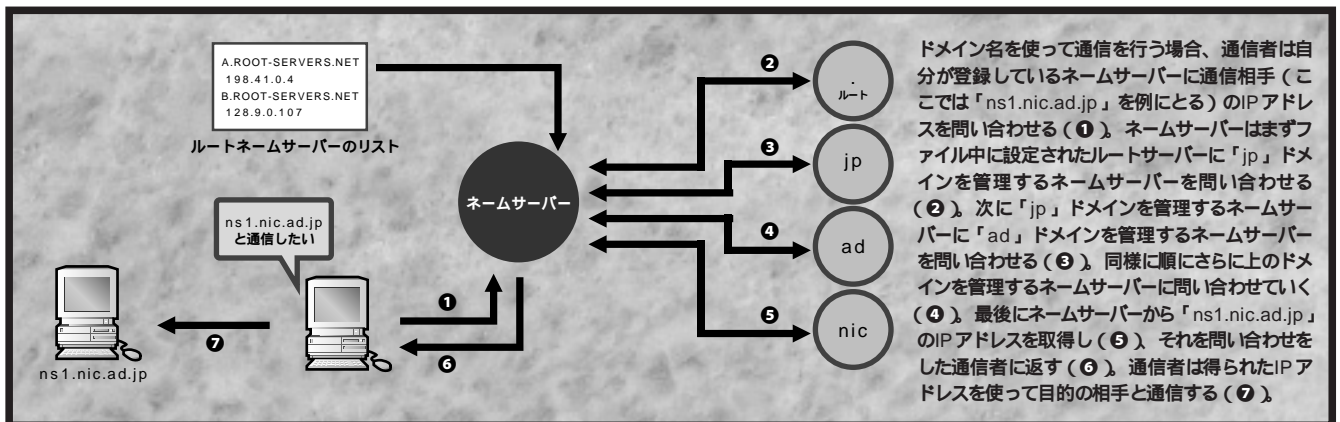 A.ROOT-SERVERS.NET
198.41.0.4
B.ROOT-SERVERS.NET
128.9.0.107
ルートネームサーバーのリスト
ns1.nic.ad.jp
と通信したい
ns1.nic.ad.jp
ネームサーバー
❶
❻
❼
❷
❸
❹
❺
.
ルート
jp
ad
nic
ドメイン名を使って通信を行う場合、通信者は自
分が登録しているネームサーバーに通信相手（こ
こでは「ns1.nic.ad.jp」を例にとる）のIPアドレ
スを問い合わせる（❶）。ネームサーバーはまずフ
ァイル中に設定されたルートサーバーに「jp」ドメ
インを管理するネームサーバーを問い合わせる
（❷）。次に「jp」ドメインを管理するネームサー
バーに「ad」ドメインを管理するネームサーバー
を問い合わせる（❸）。同様に順にさらに上のドメ
インを管理するネームサーバーに問い合わせていく
（❹）。最後にネームサーバーから「ns1.nic.ad.jp」
のIPアドレスを取得し（❺）、それを問い合わせを
した通信者に返す（❻）。通信者は得られたIPア
ドレスを使って目的の相手と通信する（❼）。